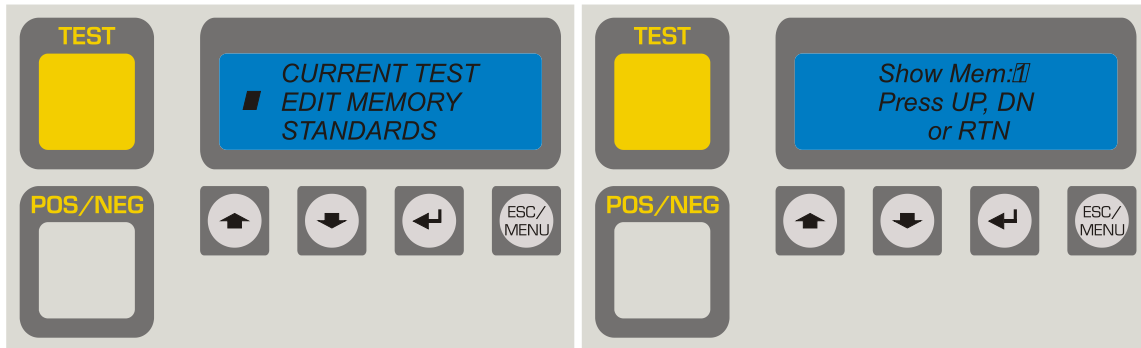 TEST
CURRENT TEST
EDIT MEMORY
STANDARDS
POS/NEG
ESC/
MENU
TEST
Show Mem:1
Press UP, DN
or RTN
POS/NEG
ESC/
MENU